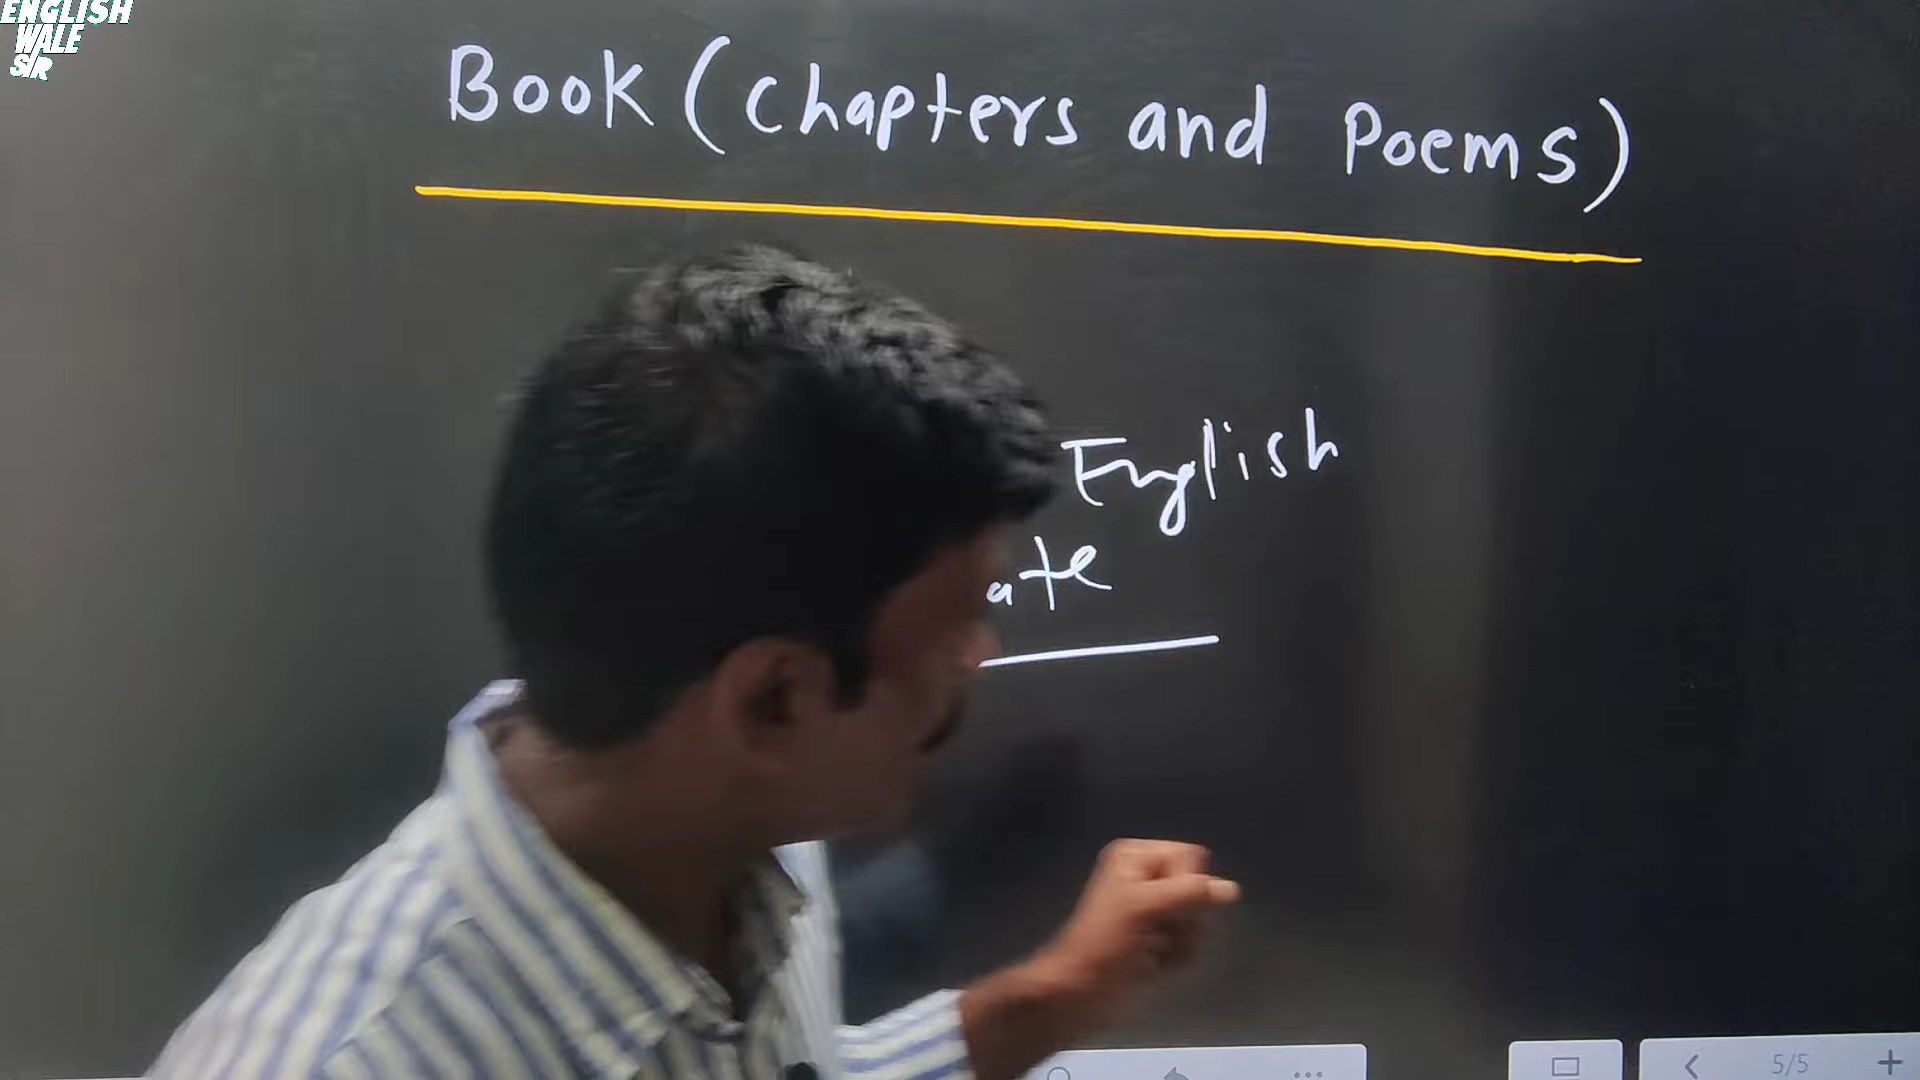 ENGLISH
WALE
SIR
Book (chapters and Poems)
English
ate
5/5